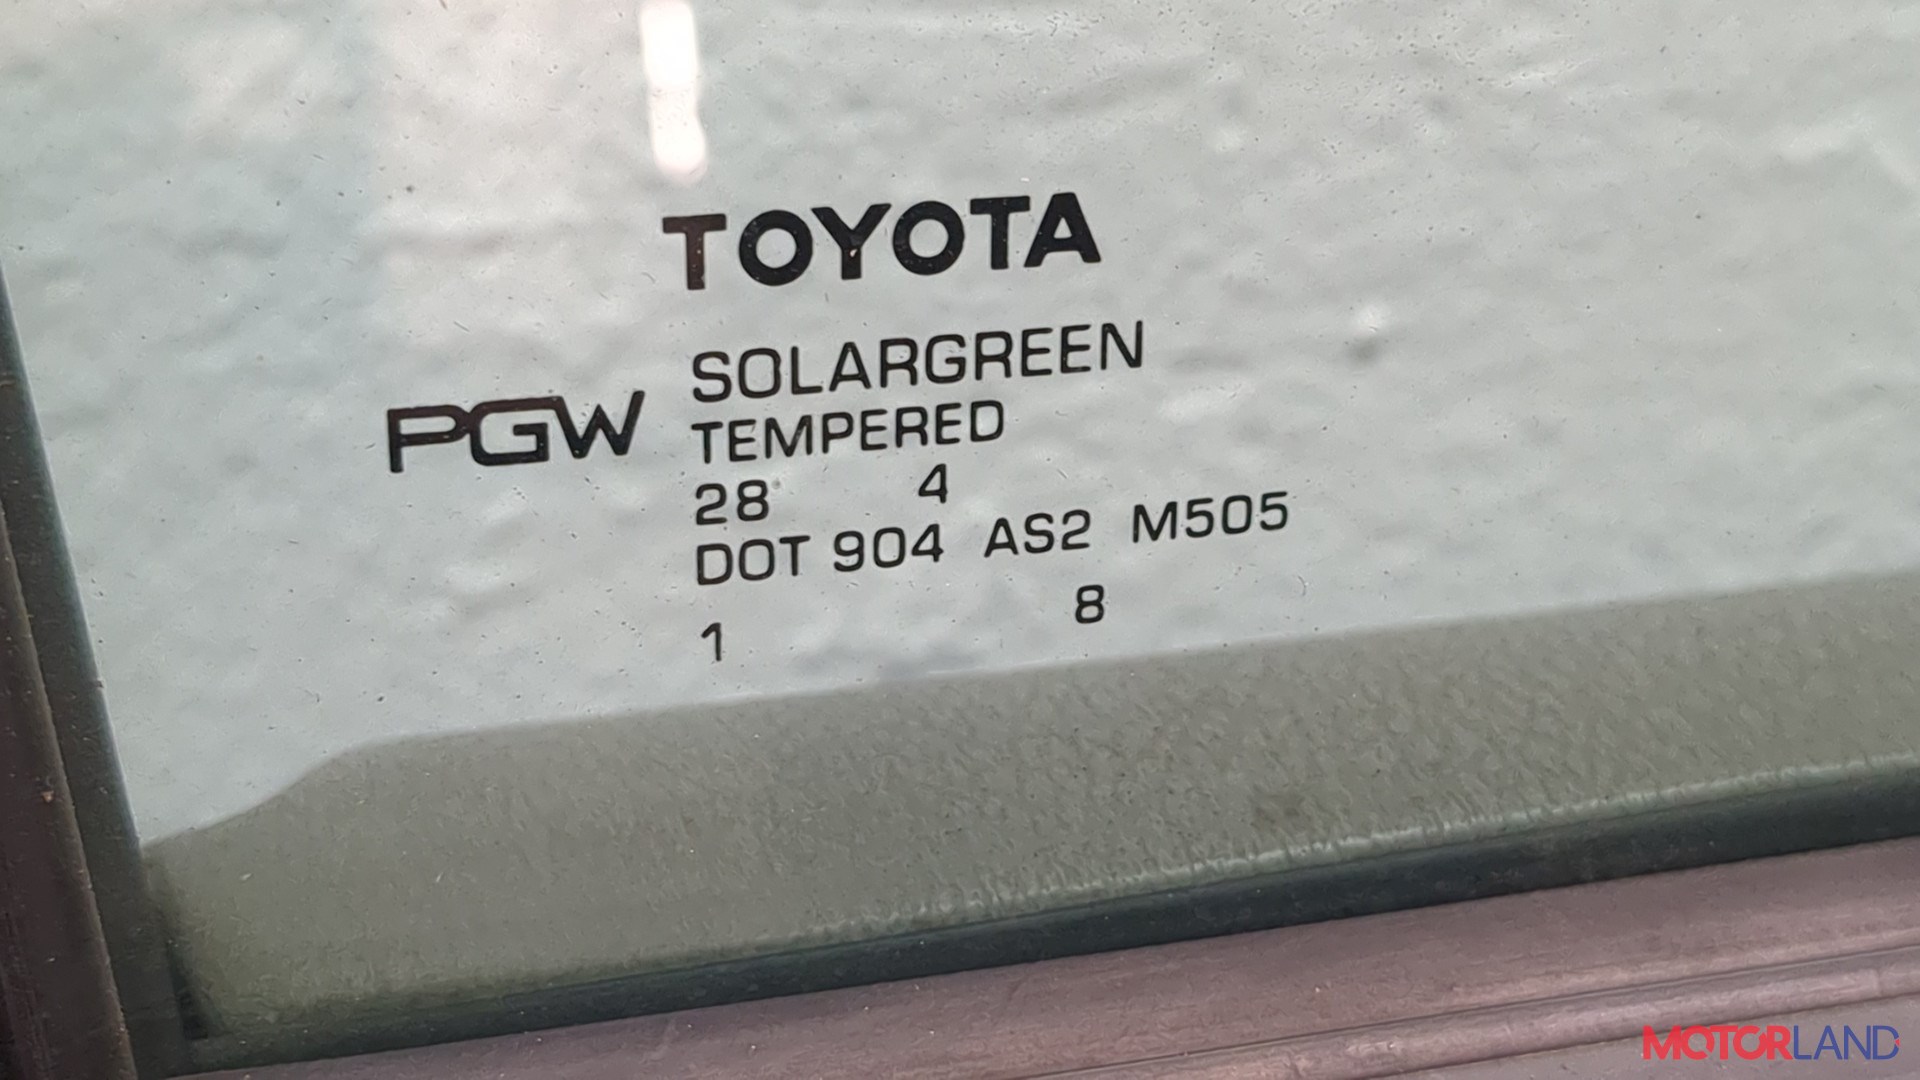 TOYOTA
PGW SOLARGREEN
TEMPERED
28 4
DOT 904 AS2 M505
1 8
MOTORLAND